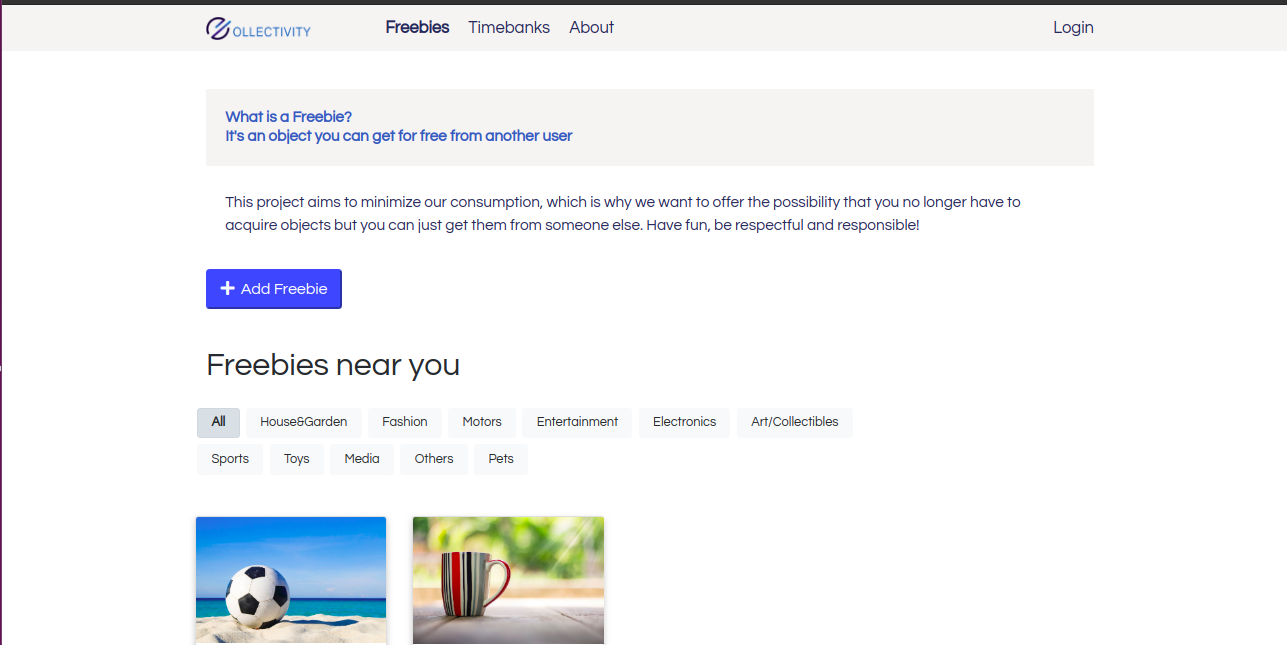 OLLECTIVITY Freebies Timebanks About Login
What is a Freebie?
It's an object you can get for free from another user
This project aims to minimize our consumption, which is why we want to offer the possibility that you no longer have to
acquire objects but you can just get them from someone else. Have fun, be respectful and responsible!
+ Add Freebie
Freebies near you
All House&Garden Fashion Motors Entertainment Electronics Art/Collectibles
Sports Toys Media Others Pets